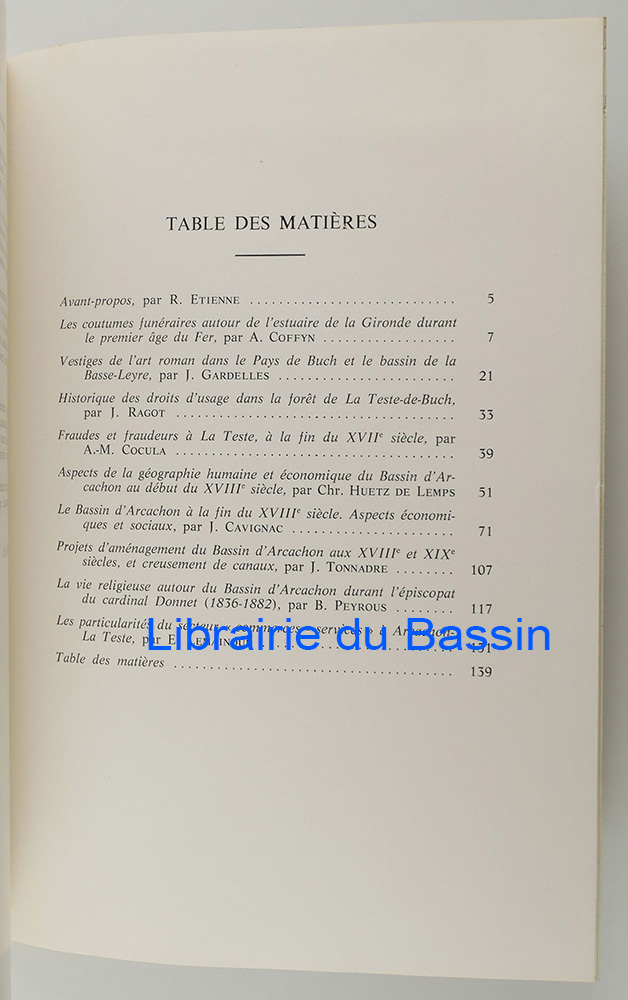 TABLE DES MATIÈRES
Avant-propos, par R. ETIENNE ............................ 5
Les coutumes funéraires autour de l'estuaire de la Gironde durant
le premier âge du Fer, par A. COFFYN .................. 7
Vestiges de l'art roman dans le Pays de Buch et le bassin de la
Basse-Leyre, par J. GARDELLES ........................ 21
Historique des droits d'usage dans la forêt de La Teste-de-Buch,
par J. RAGOT ...................................... 33
Fraudes et fraudeurs à La Teste, à la fin du XVIIe siècle, par
A.-M. COCULA ...................................... 39
Aspects de la géographie humaine et économique du Bassin d'Ar-
cachon au début du XVIIIe siècle, par Chr. HUETZ DE LEMPS 51
Le Bassin d'Arcachon à la fin du XVIIIe siècle. Aspects économi-
ques et sociaux, par J. CAVIGNAC ....................... 71
Projets d'aménagement du Bassin d'Arcachon aux XVIIIe et XIXe
siècles, et creusement de canaux, par J. TONNADRE ........ 107
La vie religieuse autour du Bassin d'Arcachon durant l'épiscopat
du cardinal Donnet (1836-1882), par B. PEYROUS ........ 117
Les particularités du secteur « commerces - services » à Arcachon-
La Teste, par E. 131
Librairie du Bassin
Table des matières ...................................... 139